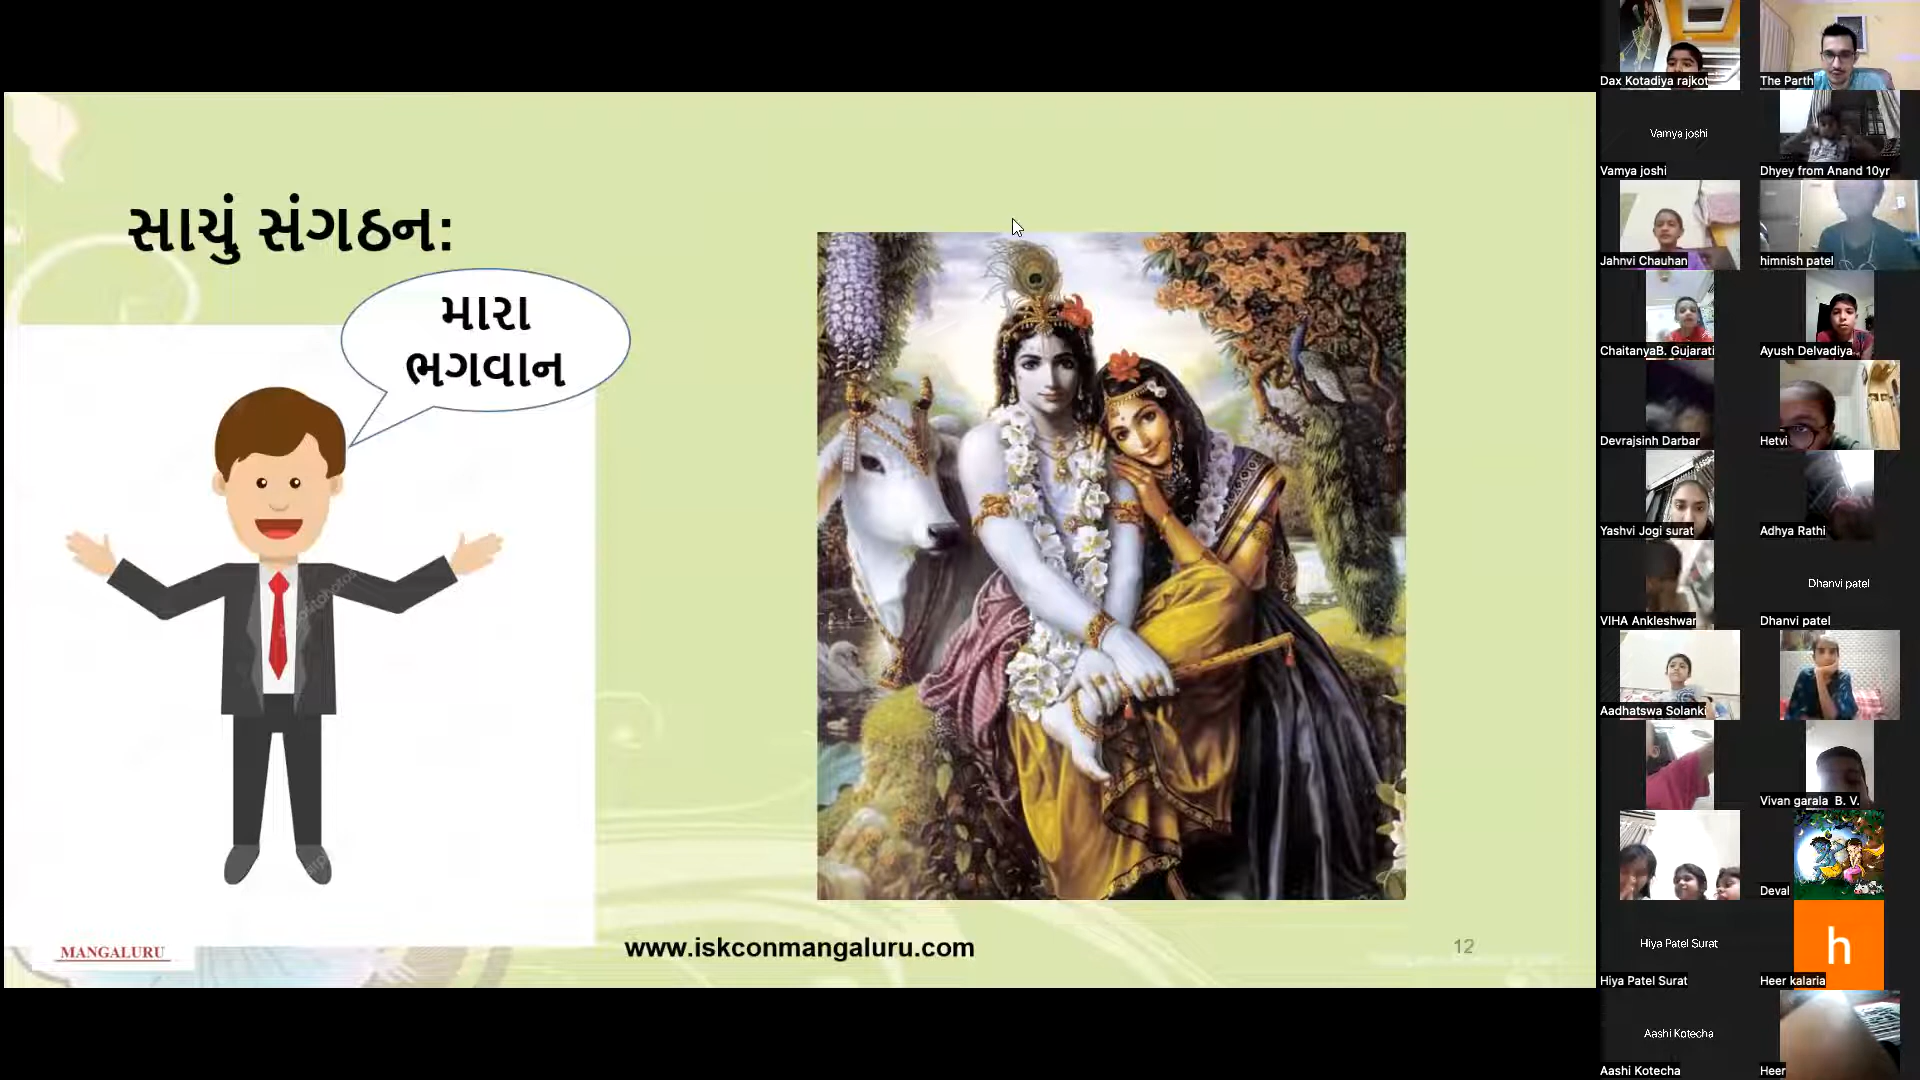 સાચું સંગઠન:
મારા
ભગવાન
MANGALURU
www.iskconmangaluru.com
12
Dax Kotadiya rajkot
The Parth
Vamya joshi
Vamya joshi
Dhyey from Anand 10yr
Jahnvi Chauhan
himnish patel
ChaitanyaB. Gujarati
Ayush Delvadiya
Devrajsinh Darbar
Hetvi
Yashvi Jogi surat
Adhya Rathi
VIHA Ankleshwar
Dhanvi patel
Dhanvi patel
Aadhatswa Solanki
Vivan garala B. V.
Deval
Hiya Patel Surat
Hiya Patel Surat
h
Heer kalaria
Aashi Kotecha
Aashi Kotecha
Heer